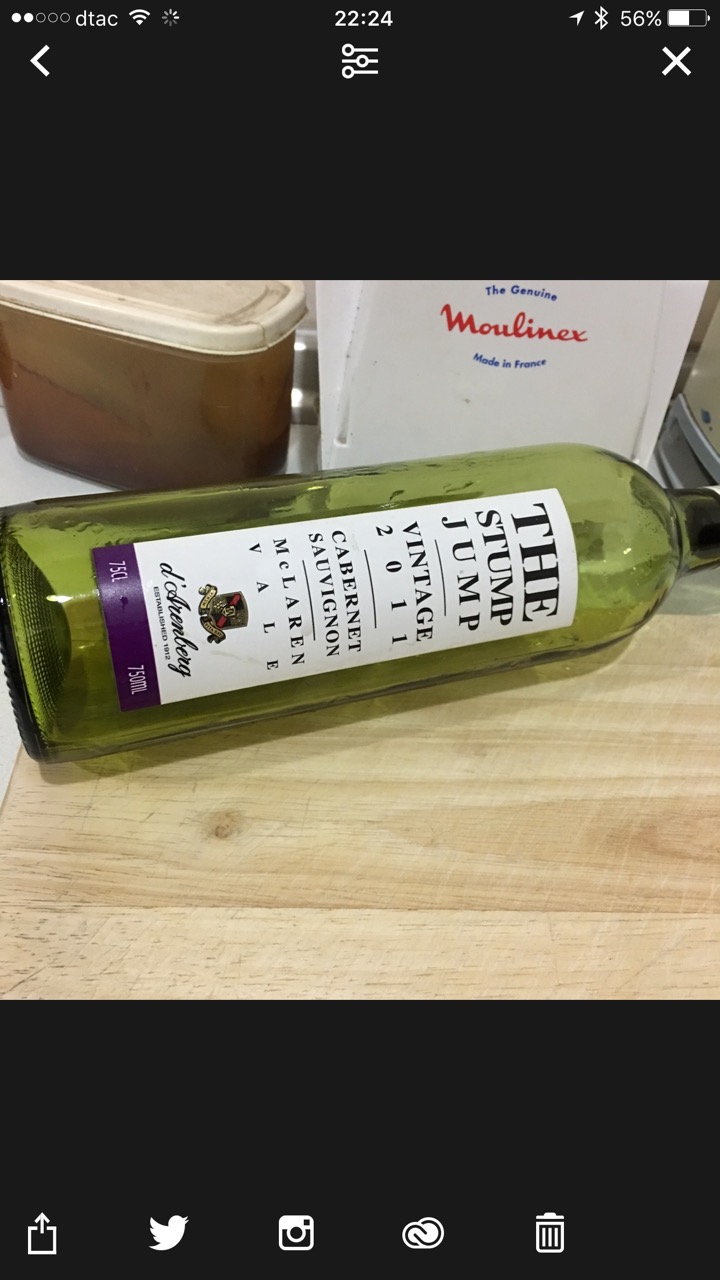 dtac
22:24
56%
The Genuine
Moulinex
Made in France
THE
STUMP
JUMP
VINTAGE
2011
CABERNET
SAUVIGNON
McLAREN
VALE
d'Arenberg
ESTABLISHED 1912
75CL 750ML